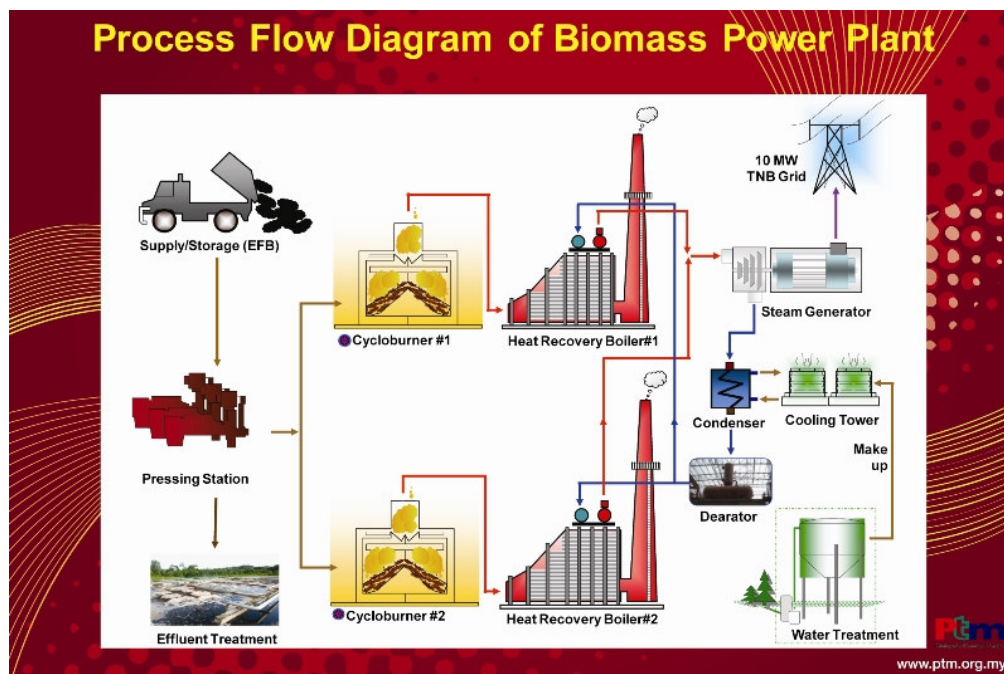 Process Flow Diagram of Biomass Power Plant
10 MW
TNB Grid
Supply/Storage (EFB)
Steam Generator
Cycloburner #1
Heat Recovery Boiler#1
Condenser
Cooling Tower
Make
up
Pressing Station
Dearator
Effluent Treatment
Cycloburner #2
Heat Recovery Boiler#2
Water Treatment
Ptm
www.ptm.org.my